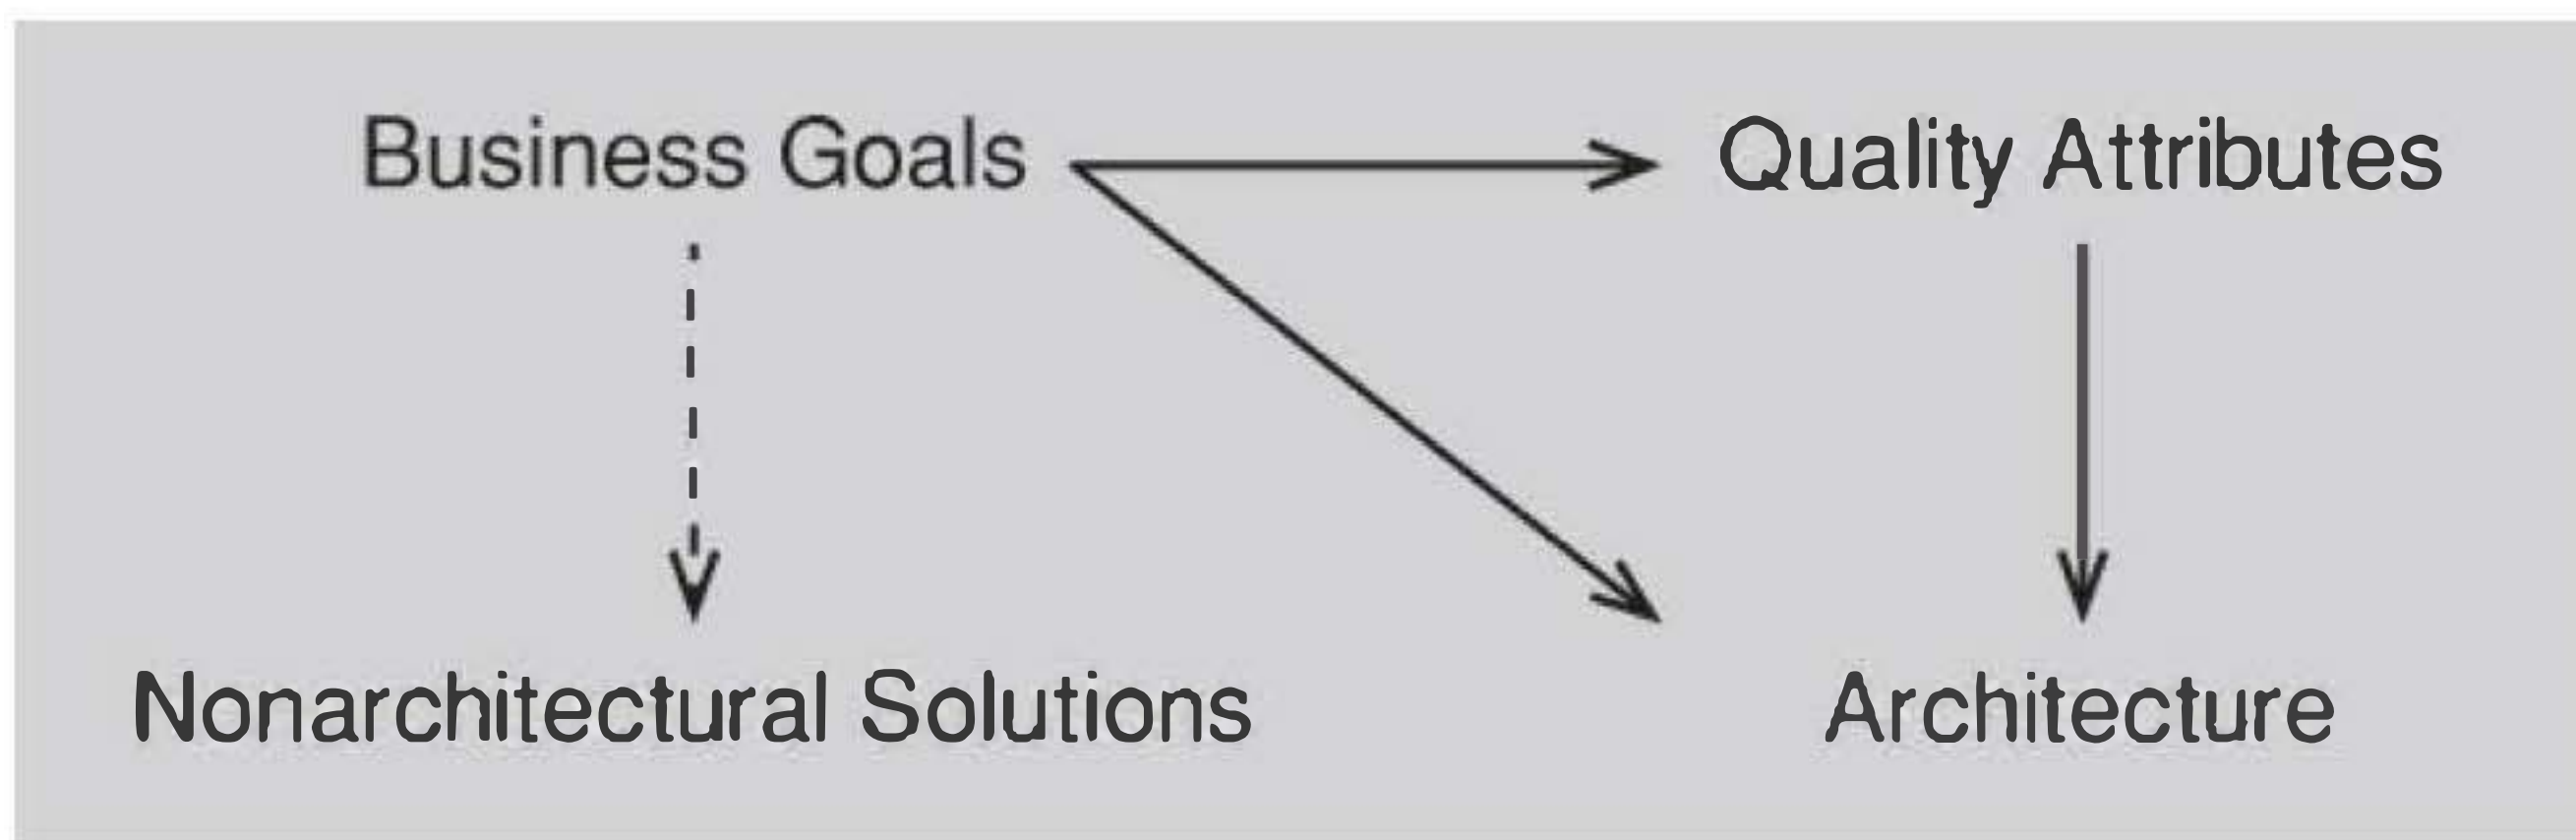 Business Goals
Quality Attributes
Nonarchitectural Solutions
Architecture